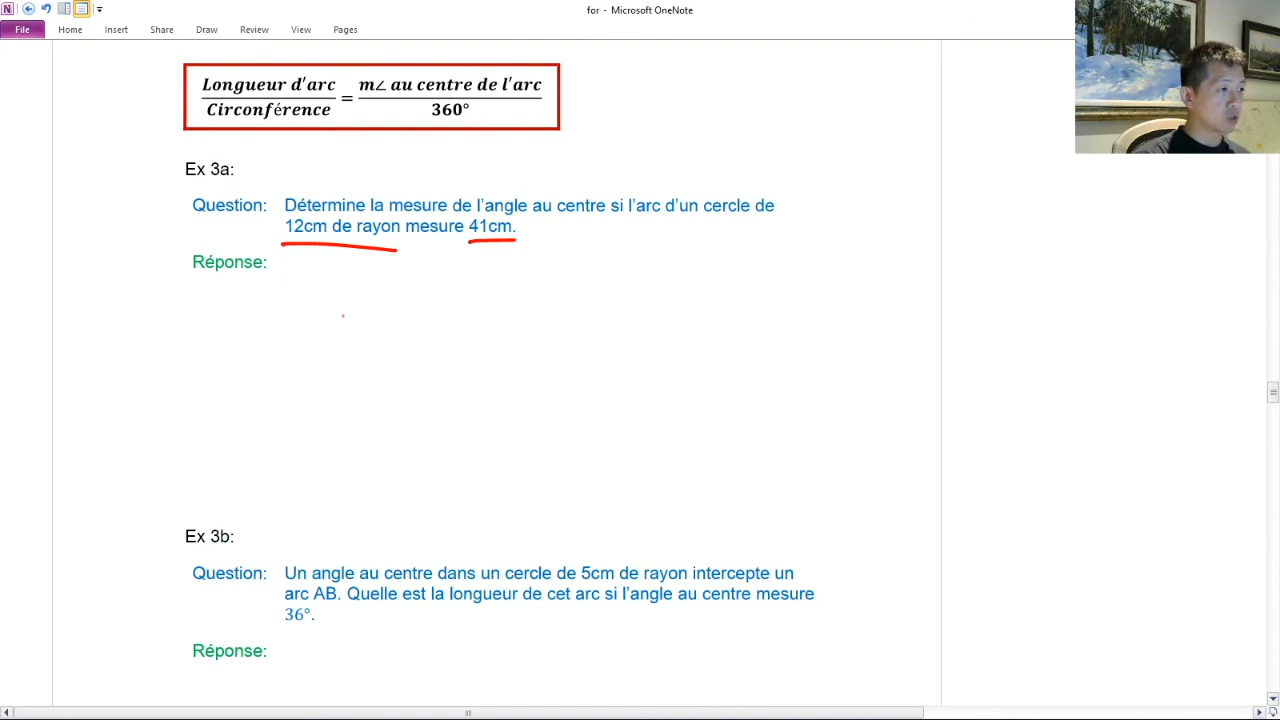 for - Microsoft OneNote
File Home Insert Share Draw Review View Pages
Longueur d'arc / Circonférence = m∠ au centre de l'arc / 360°
Ex 3a:
Question: Détermine la mesure de l'angle au centre si l'arc d'un cercle de
12cm de rayon mesure 41cm.
Réponse:
Ex 3b:
Question: Un angle au centre dans un cercle de 5cm de rayon intercepte un
arc AB. Quelle est la longueur de cet arc si l'angle au centre mesure
36°.
Réponse: